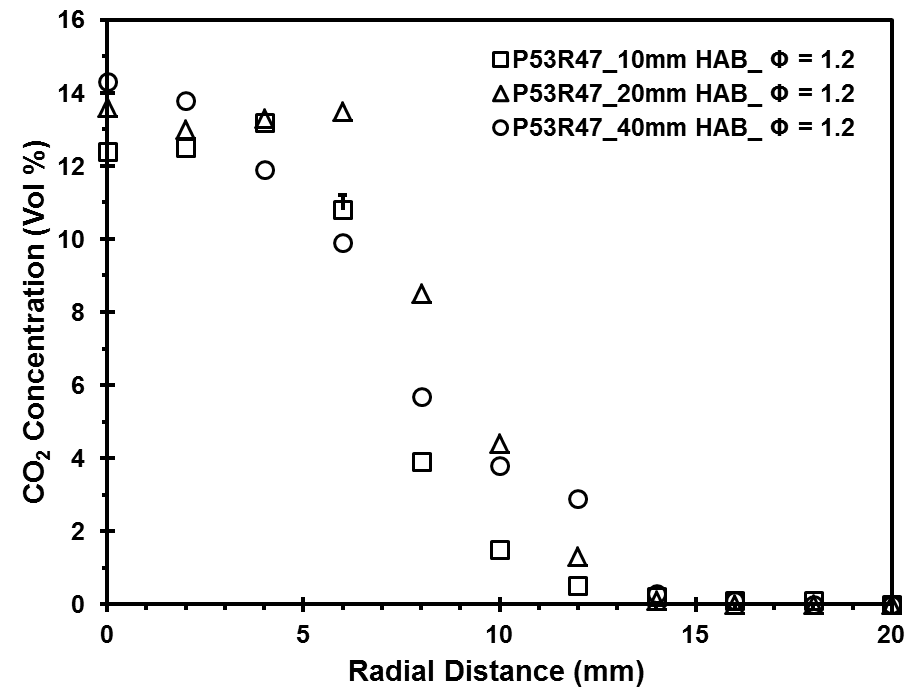 16
14
12
10
8
6
4
2
0
CO₂ Concentration (Vol %)
P53R47_10mm HAB_ Φ = 1.2
P53R47_20mm HAB_ Φ = 1.2
P53R47_40mm HAB_ Φ = 1.2
0 5 10 15 20
Radial Distance (mm)